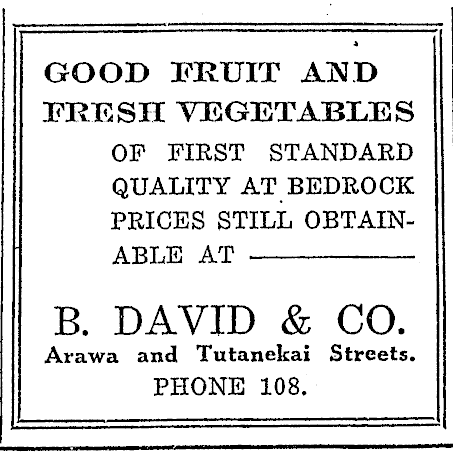 GOOD FRUIT AND
FRESH VEGETABLES
OF FIRST STANDARD
QUALITY AT BEDROCK
PRICES STILL OBTAIN-
ABLE AT
B. DAVID & CO.
Arawa and Tutanekai Streets.
PHONE 108.